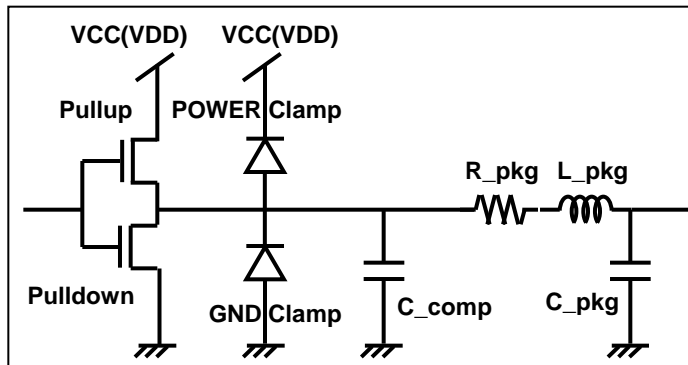 VCC(VDD) VCC(VDD)
Pullup POWER Clamp
R_pkg L_pkg
Pulldown GND Clamp C_comp C_pkg